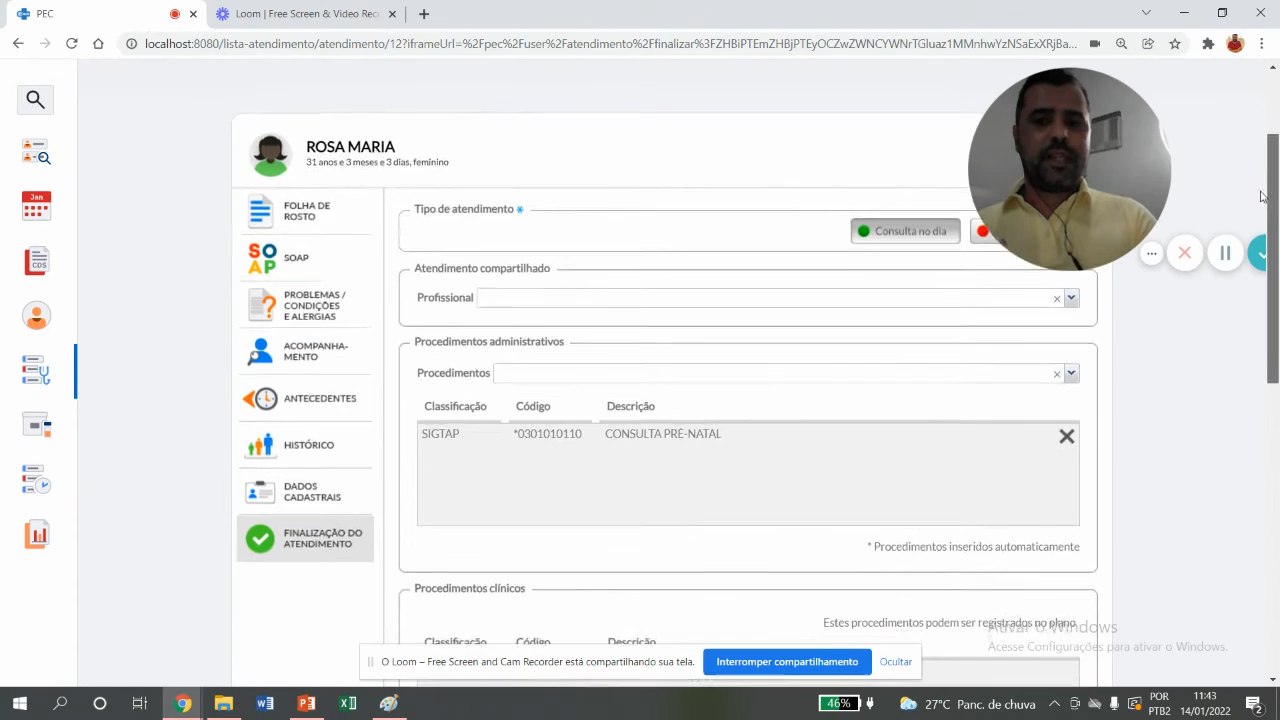 PEC
Loom | Free Screen & Video Rec
localhost:8080/lista-atendimento/atendimento/12?iframeUrl=%2Fpec%2Fuser%2Fatendimento%2Ffinalizar%3FZHBiPTEmZHBjPTEyOCZwZWNCYWNrTGluaz1MMnhwYzNSaExXRjBa...
Jan
CDS
ROSA MARIA
31 anos e 3 meses e 3 dias, feminino
FOLHA DE
ROSTO
SOAP
SOAP
PROBLEMAS /
CONDIÇÕES
E ALERGIAS
ACOMPANHA-
MENTO
ANTECEDENTES
HISTÓRICO
DADOS
CADASTRAIS
FINALIZAÇÃO DO
ATENDIMENTO
Tipo de atendimento *
Consulta no dia
Atendimento compartilhado
Profissional
Procedimentos administrativos
Procedimentos
Classificação Código Descrição
SIGTAP *0301010110 CONSULTA PRÉ-NATAL
* Procedimentos inseridos automaticamente
Procedimentos clínicos
Estes procedimentos podem ser registrados no plano
Classificação Código Descrição
Ativar o Windows
Acesse Configurações para ativar o Windows.
O Loom – Free Screen and Cam Recorder está compartilhando sua tela. Interromper compartilhamento Ocultar
46% 27°C Panc. de chuva POR 11:43
PTB2 14/01/2022
2